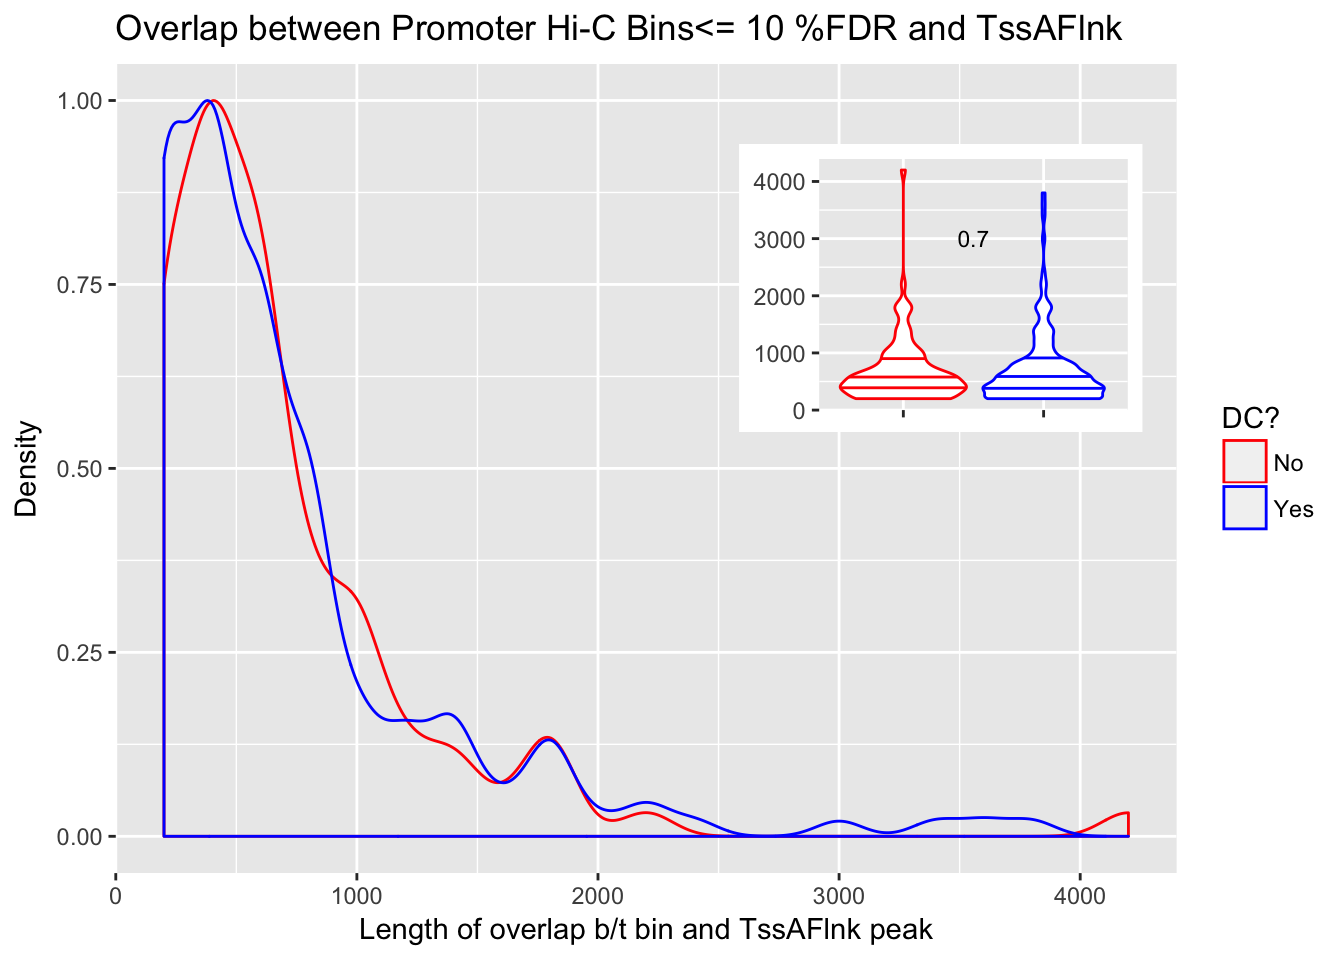 Overlap between Promoter Hi-C Bins<= 10 %FDR and TssAFlnk
1.00
0.75
0.50
0.25
0.00
Density
0
1000
2000
3000
4000
Length of overlap b/t bin and TssAFlnk peak
4000
3000
2000
1000
0
0.7
DC?
No
Yes